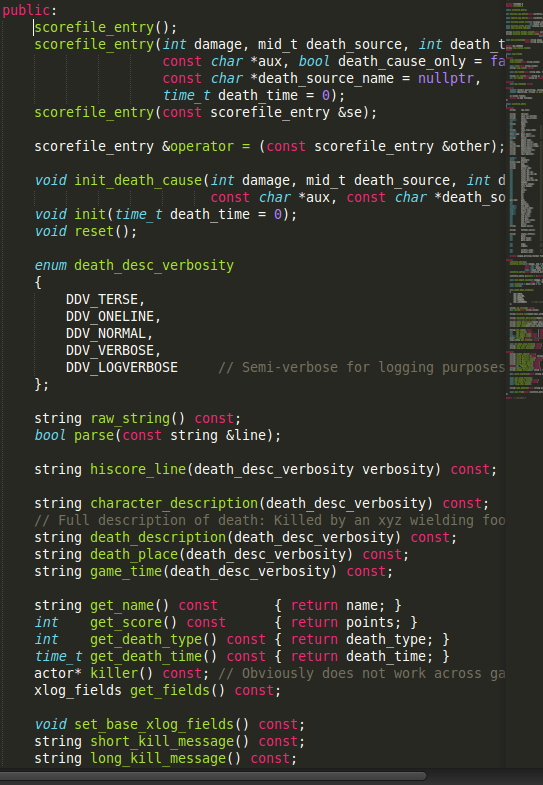 public:
    scorefile_entry();
    scorefile_entry(int damage, mid_t death_source, int death_t
                    const char *aux, bool death_cause_only = fa
                    const char *death_source_name = nullptr,
                    time_t death_time = 0);
    scorefile_entry(const scorefile_entry &se);

    scorefile_entry &operator = (const scorefile_entry &other);

    void init_death_cause(int damage, mid_t death_source, int d
                          const char *aux, const char *death_so
    void init(time_t death_time = 0);
    void reset();

    enum death_desc_verbosity
    {
        DDV_TERSE,
        DDV_ONELINE,
        DDV_NORMAL,
        DDV_VERBOSE,
        DDV_LOGVERBOSE     // Semi-verbose for logging purposes
    };

    string raw_string() const;
    bool parse(const string &line);

    string hiscore_line(death_desc_verbosity verbosity) const;

    string character_description(death_desc_verbosity) const;
    // Full description of death: Killed by an xyz wielding foo
    string death_description(death_desc_verbosity) const;
    string death_place(death_desc_verbosity) const;
    string game_time(death_desc_verbosity) const;

    string get_name() const       { return name; }
    int    get_score() const      { return points; }
    int    get_death_type() const { return death_type; }
    time_t get_death_time() const { return death_time; }
    actor* killer() const; // Obviously does not work across ga
    xlog_fields get_fields() const;

    void set_base_xlog_fields() const;
    string short_kill_message() const;
    string long_kill_message() const;